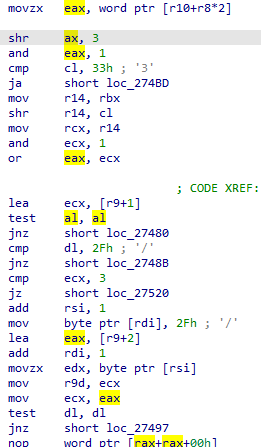 movzx eax, word ptr [r10+r8*2]
shr ax, 3
and eax, 1
cmp cl, 33h ; '3'
ja short loc_274BD
mov r14, rbx
shr r14, cl
mov rcx, r14
and ecx, 1
or eax, ecx
; CODE XREF:
lea ecx, [r9+1]
test al, al
jnz short loc_27480
cmp dl, 2Fh ; '/'
jnz short loc_2748B
cmp ecx, 3
jz short loc_27520
add rsi, 1
mov byte ptr [rdi], 2Fh ; '/'
lea eax, [r9+2]
add rdi, 1
movzx edx, byte ptr [rsi]
mov r9d, ecx
mov ecx, eax
test dl, dl
jnz short loc_27497
nop word ptr [rax+rax+00h]